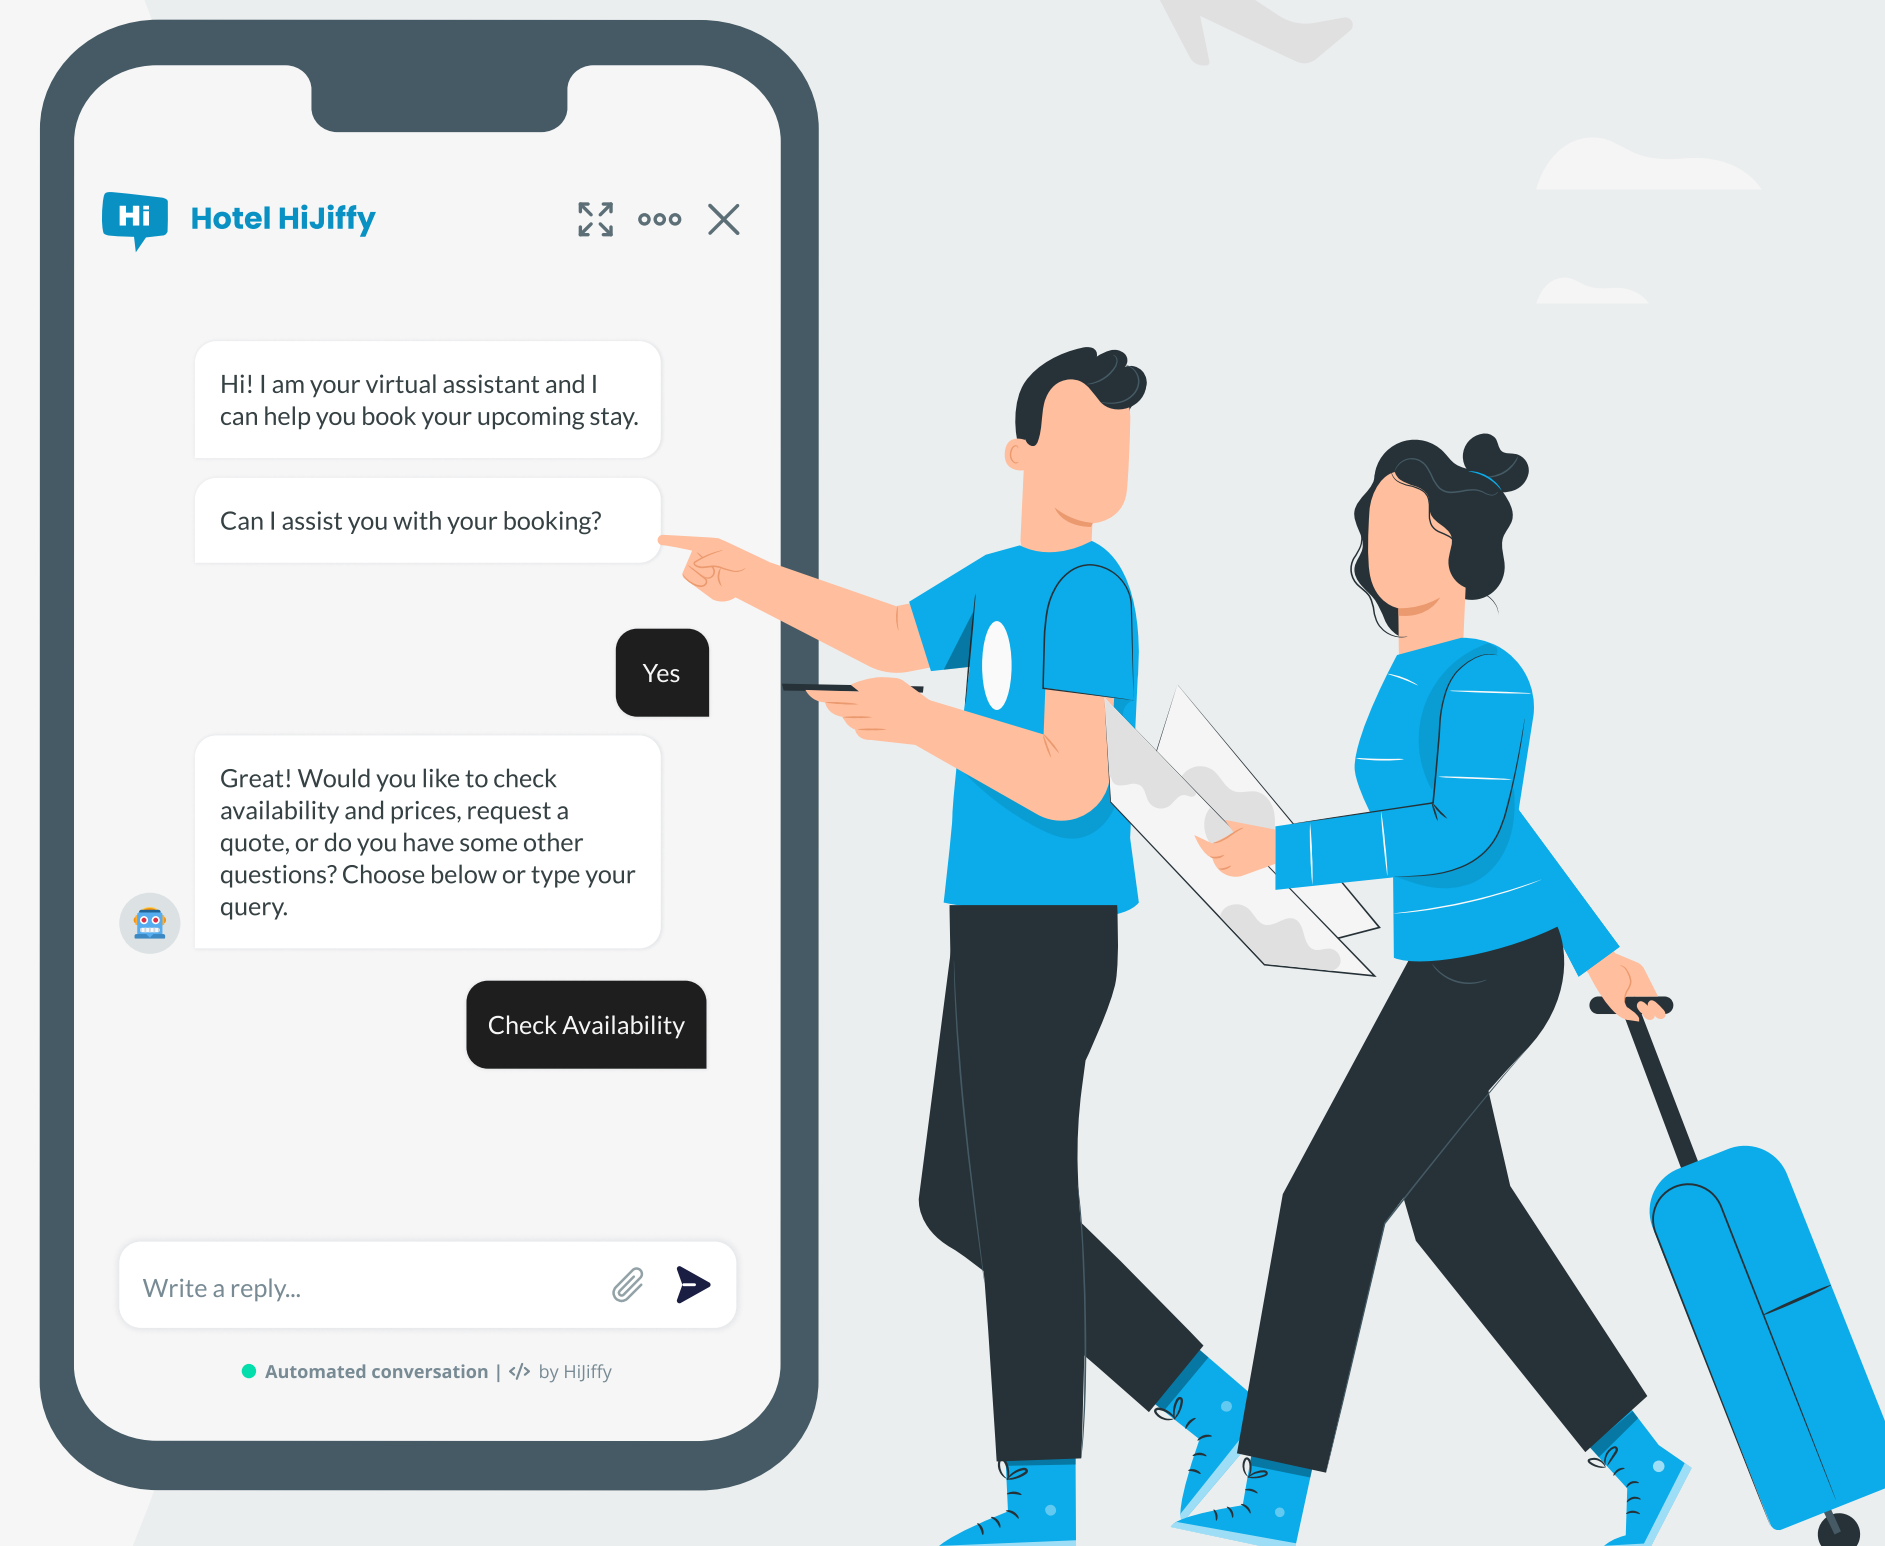 Hi
Hotel HiJiffy
Hi! I am your virtual assistant and I
can help you book your upcoming stay.
Can I assist you with your booking?
Yes
Great! Would you like to check
availability and prices, request a
quote, or do you have some other
questions? Choose below or type your
query.
Check Availability
Write a reply...
Automated conversation | </> by HiJiffy